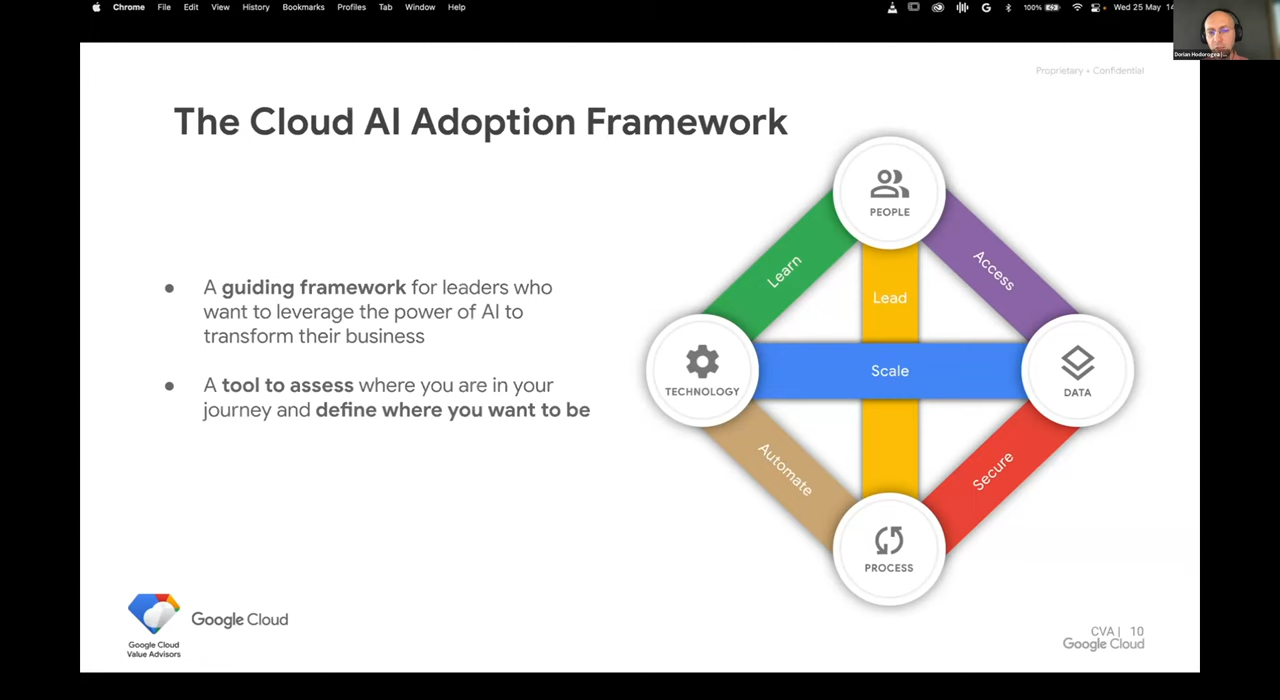 Chrome File Edit View History Bookmarks Profiles Tab Window Help
100% Wed 25 May
Dorian Hodorogea
Proprietary + Confidential
The Cloud AI Adoption Framework
PEOPLE
Learn
Access
Lead
A guiding framework for leaders who
want to leverage the power of AI to
transform their business
Scale
TECHNOLOGY
DATA
A tool to assess where you are in your
journey and define where you want to be
Automate
Secure
PROCESS
Google Cloud
Google Cloud
Value Advisors
CVA | 10
Google Cloud